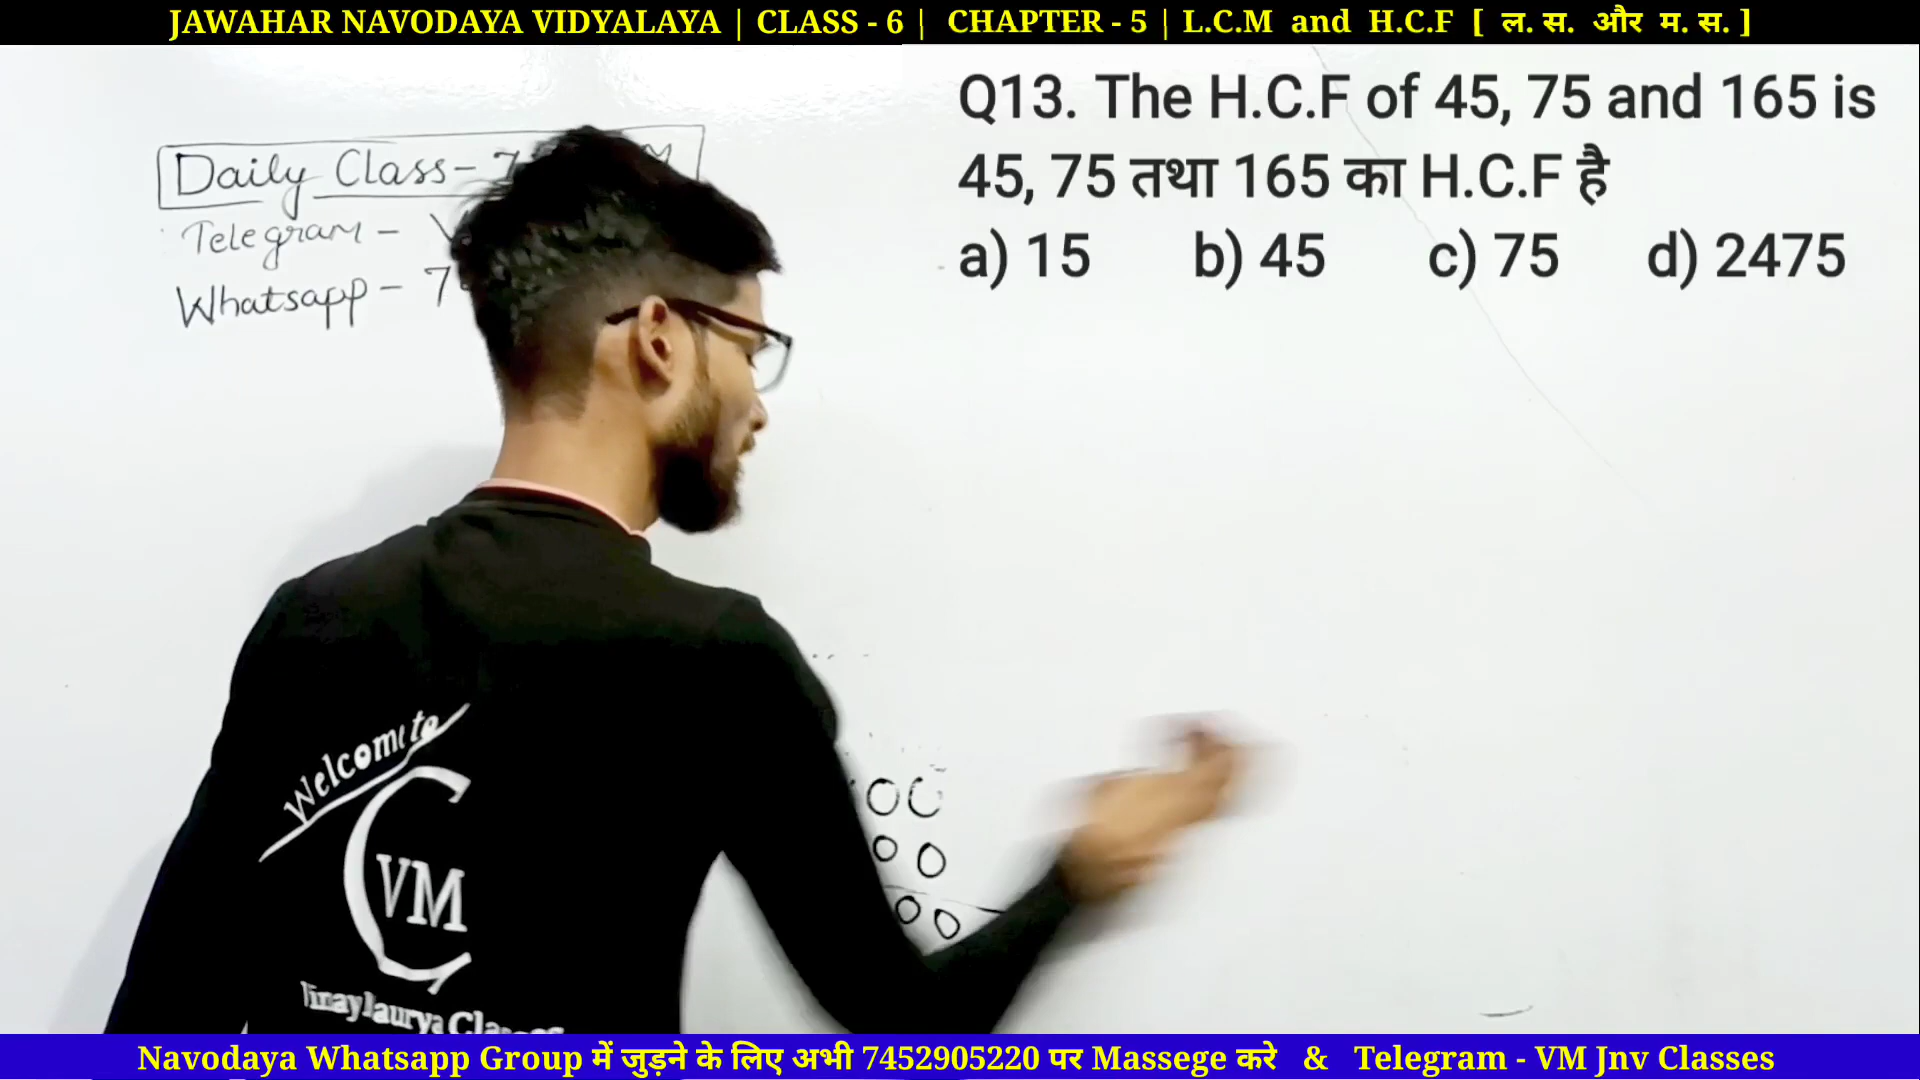 JAWAHAR NAVODAYA VIDYALAYA | CLASS - 6 | CHAPTER - 5 | L.C.M and H.C.F [ ल. स. और म. स. ]
Q13. The H.C.F of 45, 75 and 165 is
45, 75 तथा 165 का H.C.F है
a) 15 b) 45 c) 75 d) 2475
Daily Class- 7
Telegram -
Whatsapp - 7
Welcome to
VM
Navodaya Whatsapp Group में जुड़ने के लिए अभी 7452905220 पर Massege करे & Telegram - VM Jnv Classes